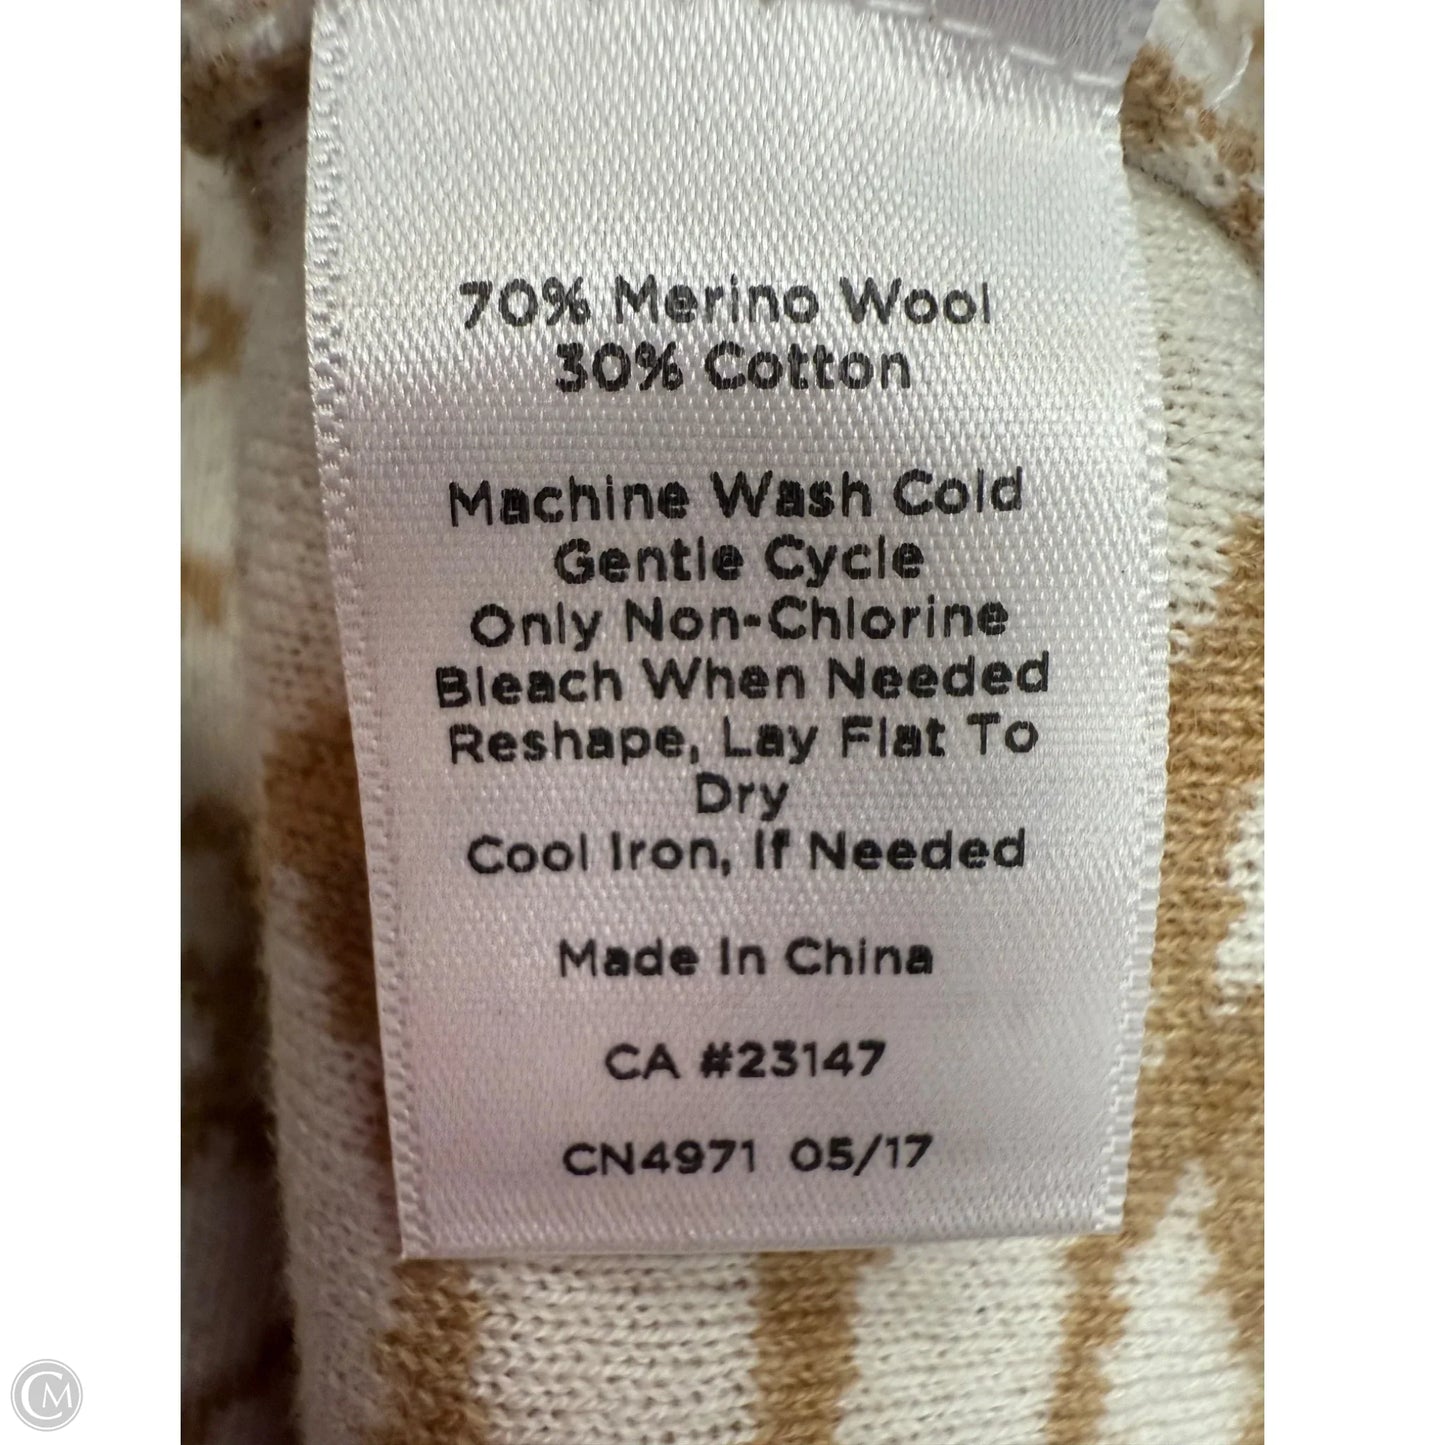 70% Merino Wool
30% Cotton
Machine Wash Cold
Gentle Cycle
Only Non-Chlorine
Bleach When Needed
Reshape, Lay Flat To
Dry
Cool Iron, If Needed
Made In China
CA #23147
CN4971 05/17
CM